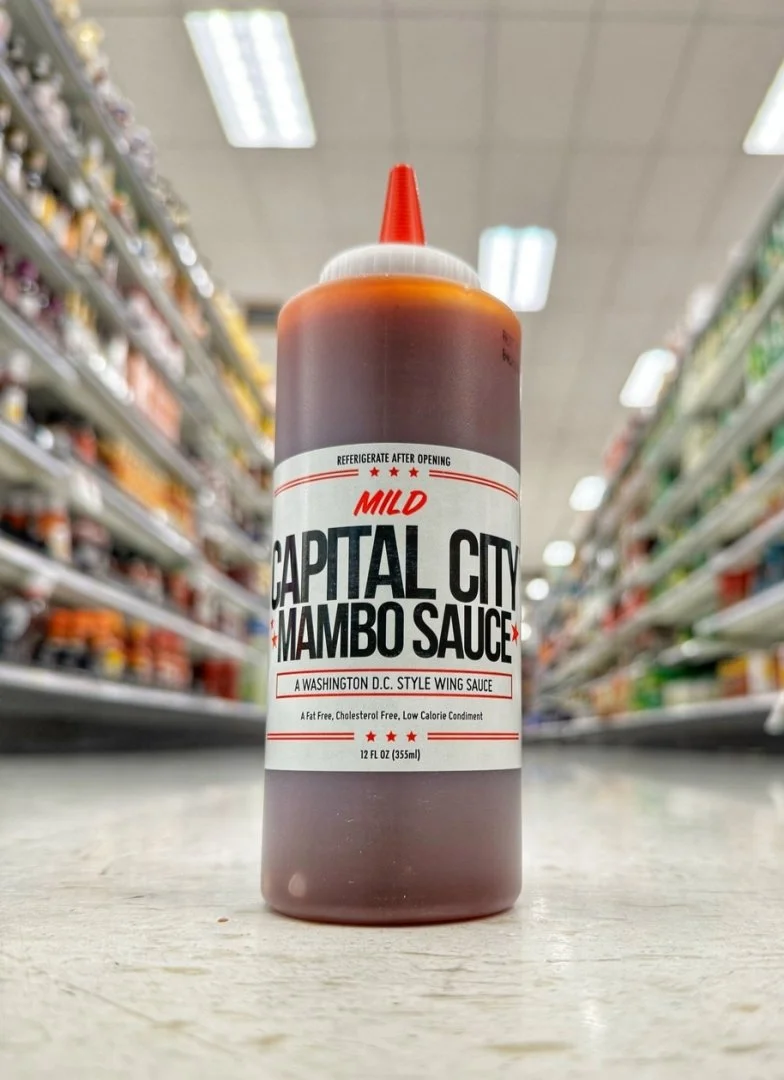 REFERIGERATE AFTER OPENING
MILD
CAPITAL CITY
MAMBO SAUCE
A WASHINGTON D.C. STYLE WING SAUCE
A Fat Free, Cholesterol Free, Low Calorie Condiment
12 FL OZ (355ml)